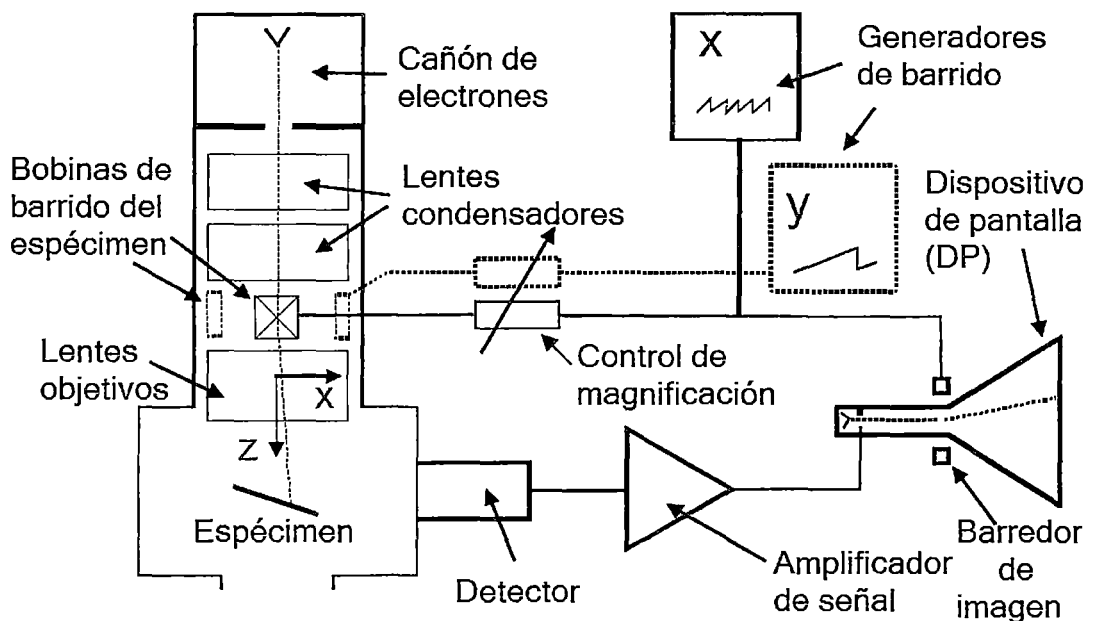 Cañón de
electrones
X
Generadores
de barrido
Bobinas de
barrido del
espécimen
Lentes
condensadores
y
Dispositivo
de pantalla
(DP)
Lentes
objetivos
X
Z
Control de
magnificación
Espécimen
Detector
Amplificador
de señal
Barredor
de
imagen